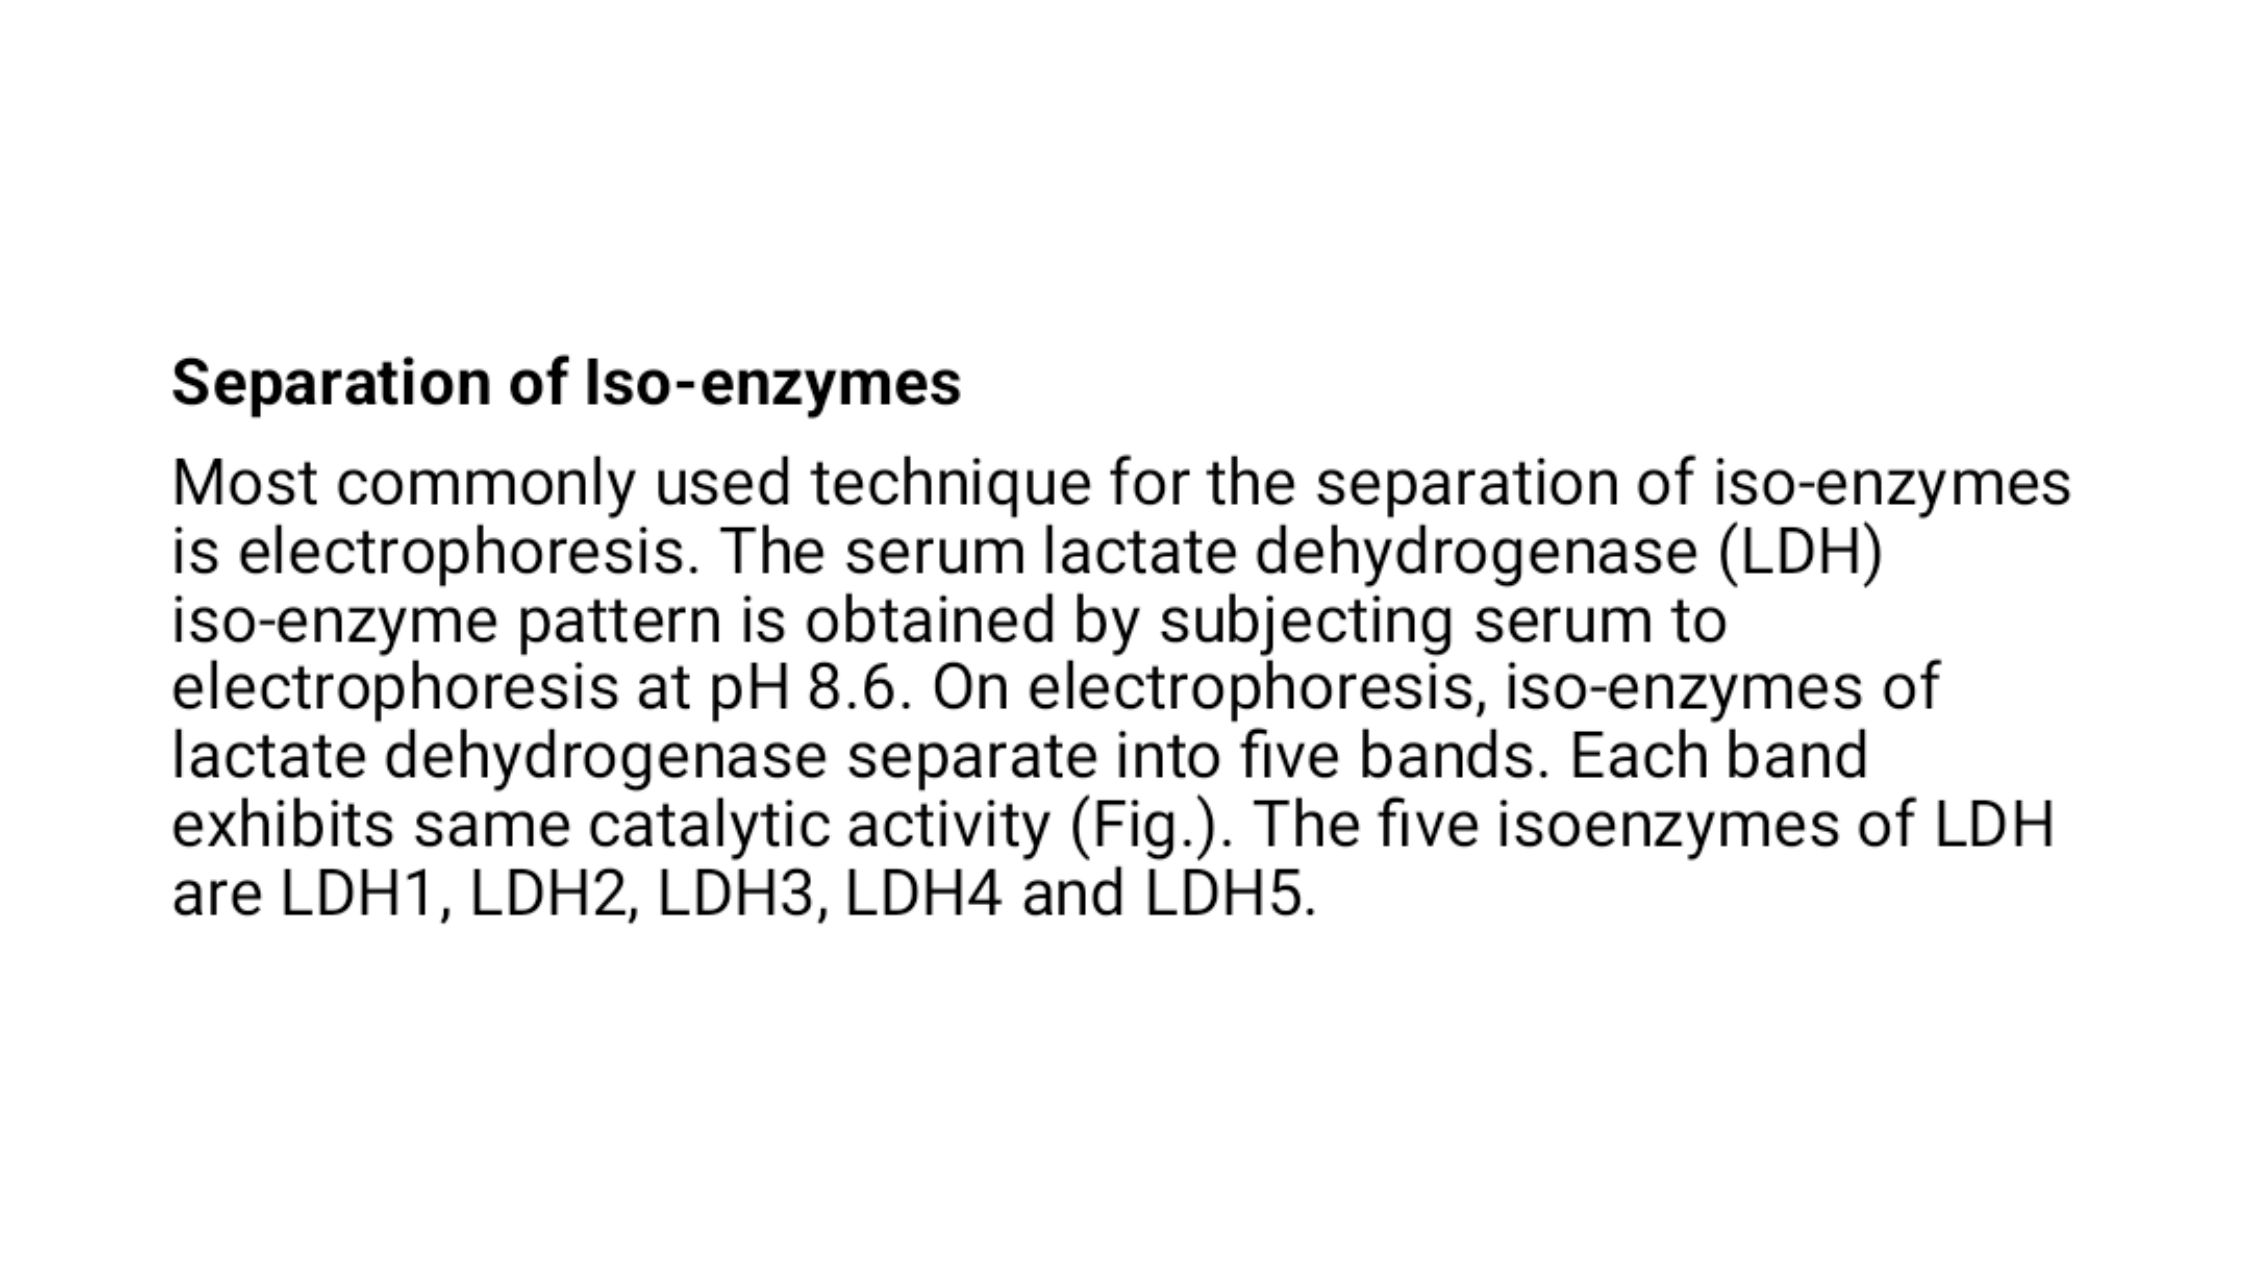 Separation of Iso-enzymes
Most commonly used technique for the separation of iso-enzymes
is electrophoresis. The serum lactate dehydrogenase (LDH)
iso-enzyme pattern is obtained by subjecting serum to
electrophoresis at pH 8.6. On electrophoresis, iso-enzymes of
lactate dehydrogenase separate into five bands. Each band
exhibits same catalytic activity (Fig.). The five isoenzymes of LDH
are LDH1, LDH2, LDH3, LDH4 and LDH5.